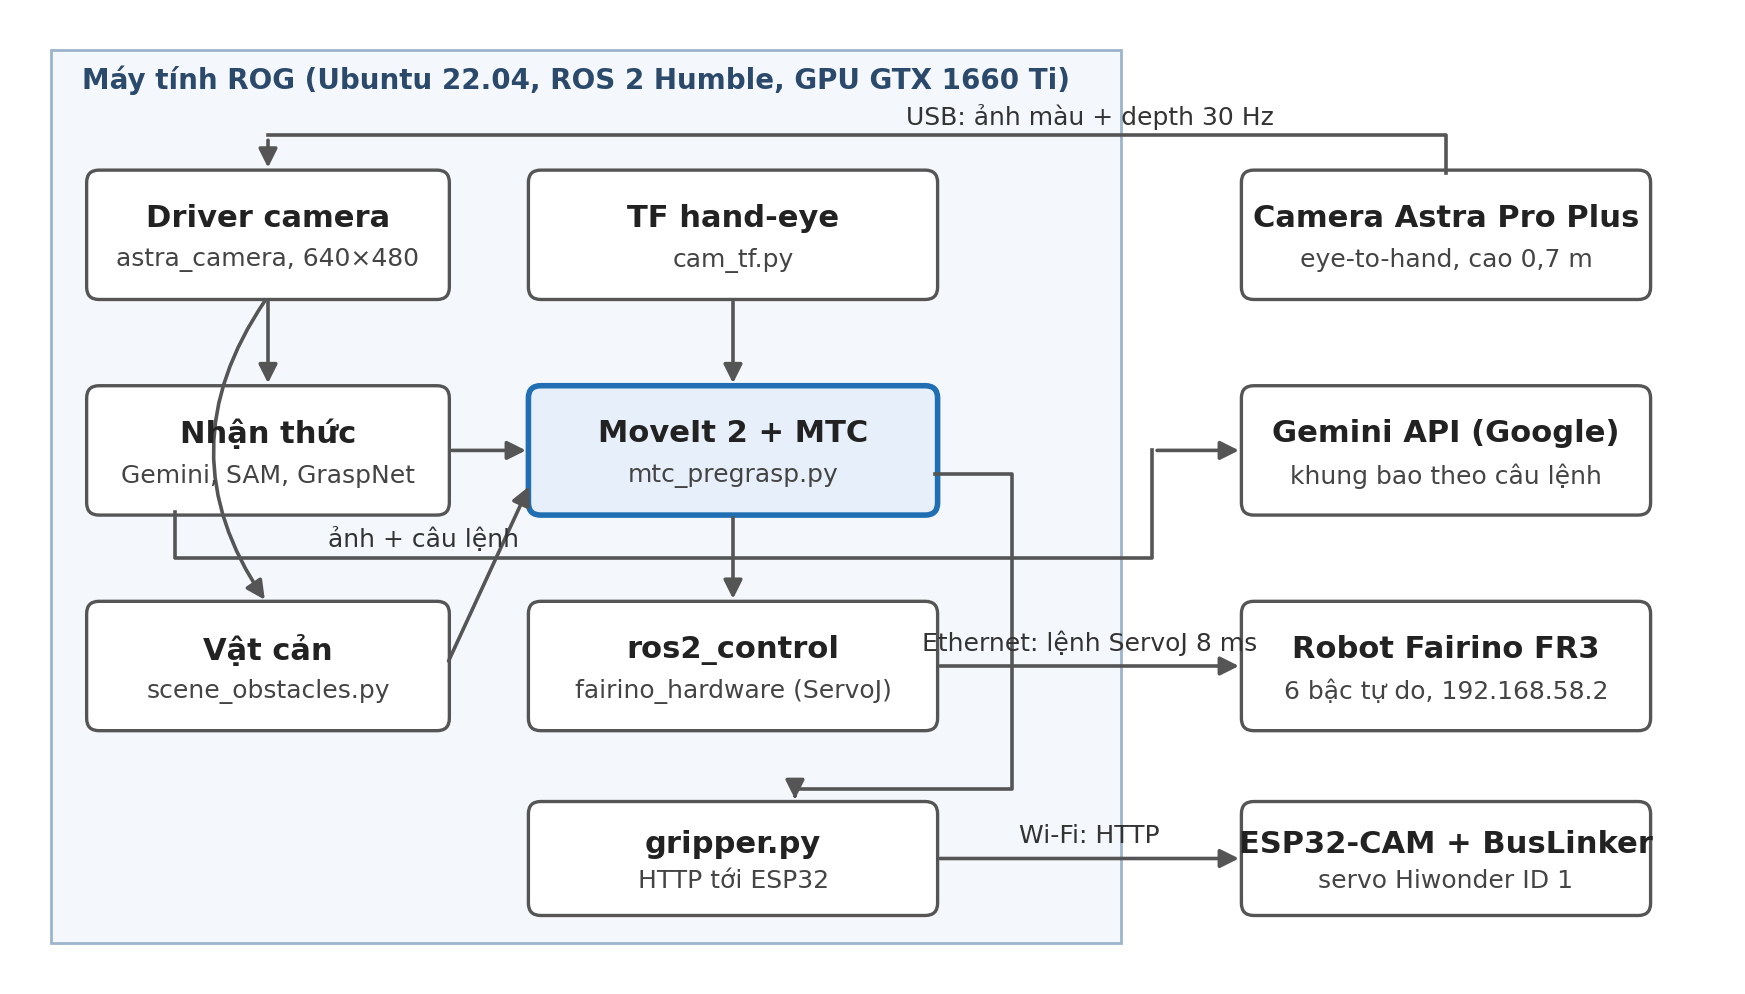 Máy tính ROG (Ubuntu 22.04, ROS 2 Humble, GPU GTX 1660 Ti)
USB: ảnh màu + depth 30 Hz
Driver camera
astra_camera, 640×480
TF hand-eye
cam_tf.py
Camera Astra Pro Plus
eye-to-hand, cao 0,7 m
Nhận thức
Gemini, SAM, GraspNet
MoveIt 2 + MTC
mtc_pregrasp.py
Gemini API (Google)
khung bao theo câu lệnh
ảnh + câu lệnh
Vật cản
scene_obstacles.py
ros2_control
fairino_hardware (ServoJ)
Ethernet: lệnh ServoJ 8 ms
Robot Fairino FR3
6 bậc tự do, 192.168.58.2
gripper.py
HTTP tới ESP32
Wi-Fi: HTTP
ESP32-CAM + BusLinker
servo Hiwonder ID 1